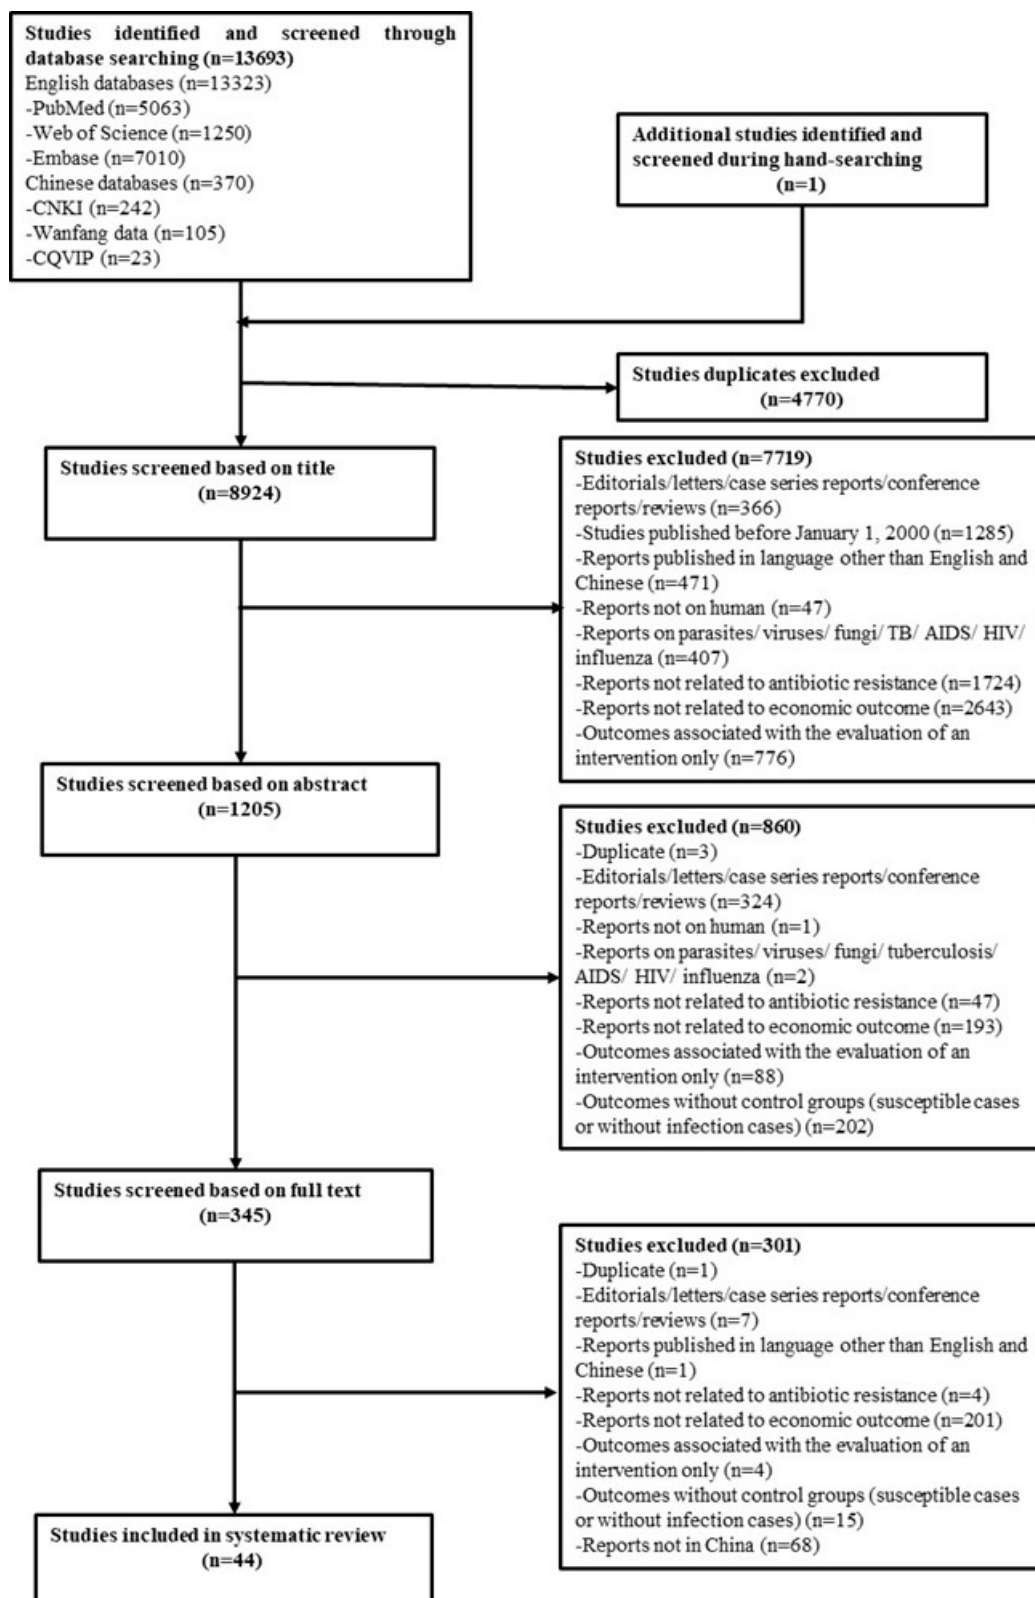 Studies identified and screened through
database searching (n=13693)
English databases (n=13323)
-PubMed (n=5063)
-Web of Science (n=1250)
-Embase (n=7010)
Chinese databases (n=370)
-CNKI (n=242)
-Wanfang data (n=105)
-CQVIP (n=23)
Additional studies identified and
screened during hand-searching
(n=1)
Studies duplicates excluded
(n=4770)
Studies screened based on title
(n=8924)
Studies excluded (n=7719)
-Editorials/letters/case series reports/conference
reports/reviews (n=366)
-Studies published before January 1, 2000 (n=1285)
-Reports published in language other than English and
Chinese (n=471)
-Reports not on human (n=47)
-Reports on parasites/ viruses/ fungi/ TB/ AIDS/ HIV/
influenza (n=407)
-Reports not related to antibiotic resistance (n=1724)
-Reports not related to economic outcome (n=2643)
-Outcomes associated with the evaluation of an
intervention only (n=776)
Studies screened based on abstract
(n=1205)
Studies excluded (n=860)
-Duplicate (n=3)
-Editorials/letters/case series reports/conference
reports/reviews (n=324)
-Reports not on human (n=1)
-Reports on parasites/ viruses/ fungi/ tuberculosis/
AIDS/ HIV/ influenza (n=2)
-Reports not related to antibiotic resistance (n=47)
-Reports not related to economic outcome (n=193)
-Outcomes associated with the evaluation of an
intervention only (n=88)
-Outcomes without control groups (susceptible cases
or without infection cases) (n=202)
Studies screened based on full text
(n=345)
Studies excluded (n=301)
-Duplicate (n=1)
-Editorials/letters/case series reports/conference
reports/reviews (n=7)
-Reports published in language other than English and
Chinese (n=1)
-Reports not related to antibiotic resistance (n=4)
-Reports not related to economic outcome (n=201)
-Outcomes associated with the evaluation of an
intervention only (n=4)
-Outcomes without control groups (susceptible cases
or without infection cases) (n=15)
-Reports not in China (n=68)
Studies included in systematic review
(n=44)